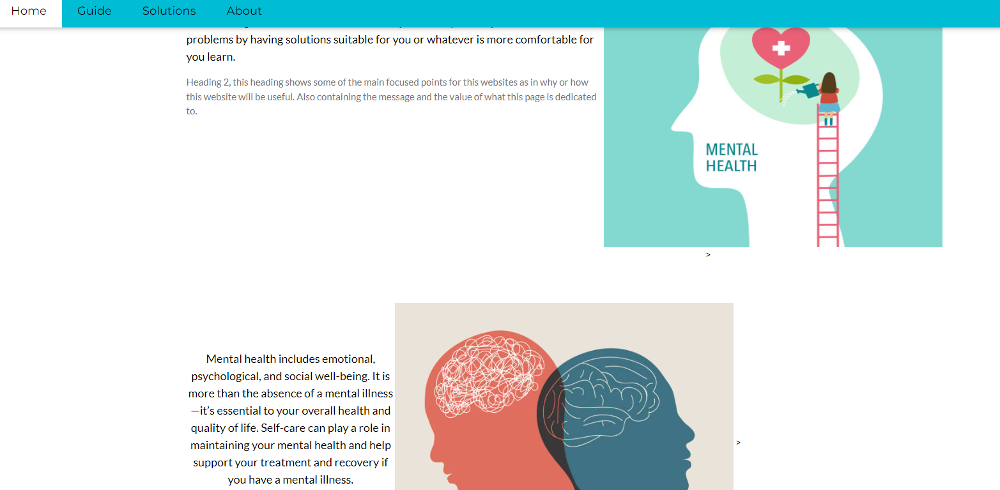 Home Guide Solutions About
problems by having solutions suitable for you or whatever is more comfortable for
you learn.
Heading 2, this heading shows some of the main focused points for this websites as in why or how
this website will be useful. Also containing the message and the value of what this page is dedicated
to.
MENTAL
HEALTH
>
Mental health includes emotional,
psychological, and social well-being. It is
more than the absence of a mental illness
—it’s essential to your overall health and
quality of life. Self-care can play a role in
maintaining your mental health and help
support your treatment and recovery if
you have a mental illness.
>